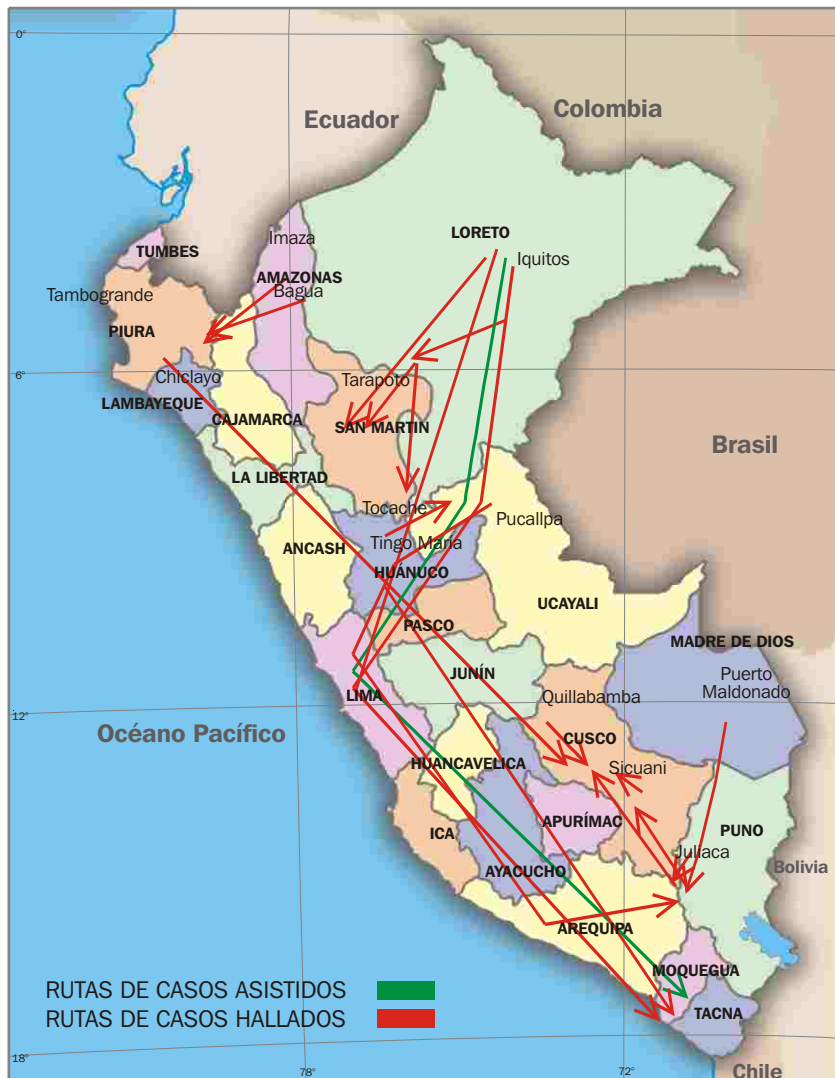 0°
Colombia
Ecuador
LORETO
Imaza
TUMBES
Iquitos
AMAZONAS
Bagua
Tambogrande
PIURA
6°
Chiclayo
Tarapoto
LAMBAYEQUE
CAJAMARCA
SAN MARTIN
Brasil
LA LIBERTAD
Tocache
Pucallpa
ANCASH
Tingo María
HUÁNUCO
UCAYALI
PASCO
MADRE DE DIOS
JUNÍN
Puerto
Maldonado
LIMA
Quillabamba
12°
Océano Pacífico
CUSCO
HUANCAVELICA
Sicuani
APURÍMAC
ICA
PUNO
Juliaca
AYACUCHO
Bolivia
AREQUIPA
MOQUEGUA
RUTAS DE CASOS ASISTIDOS
TACNA
RUTAS DE CASOS HALLADOS
18°
78°
72°
Chile